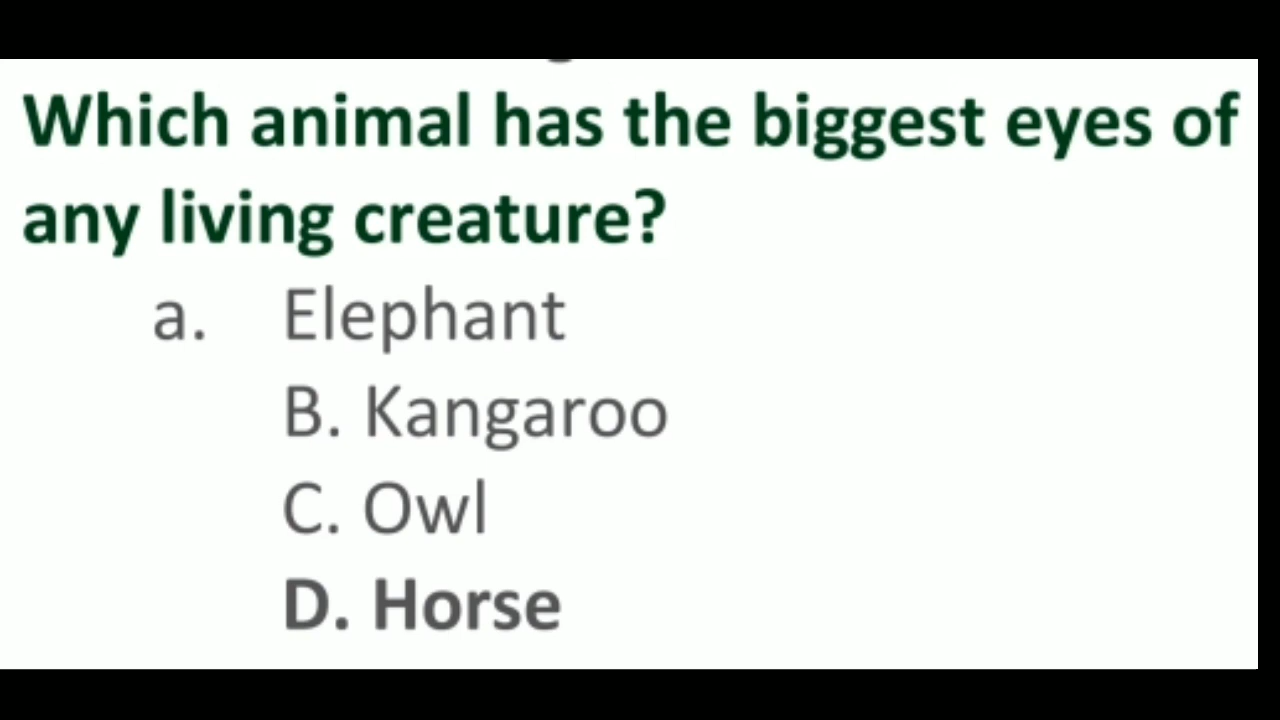 Which animal has the biggest eyes of
any living creature?
a. Elephant
B. Kangaroo
C. Owl
D. Horse